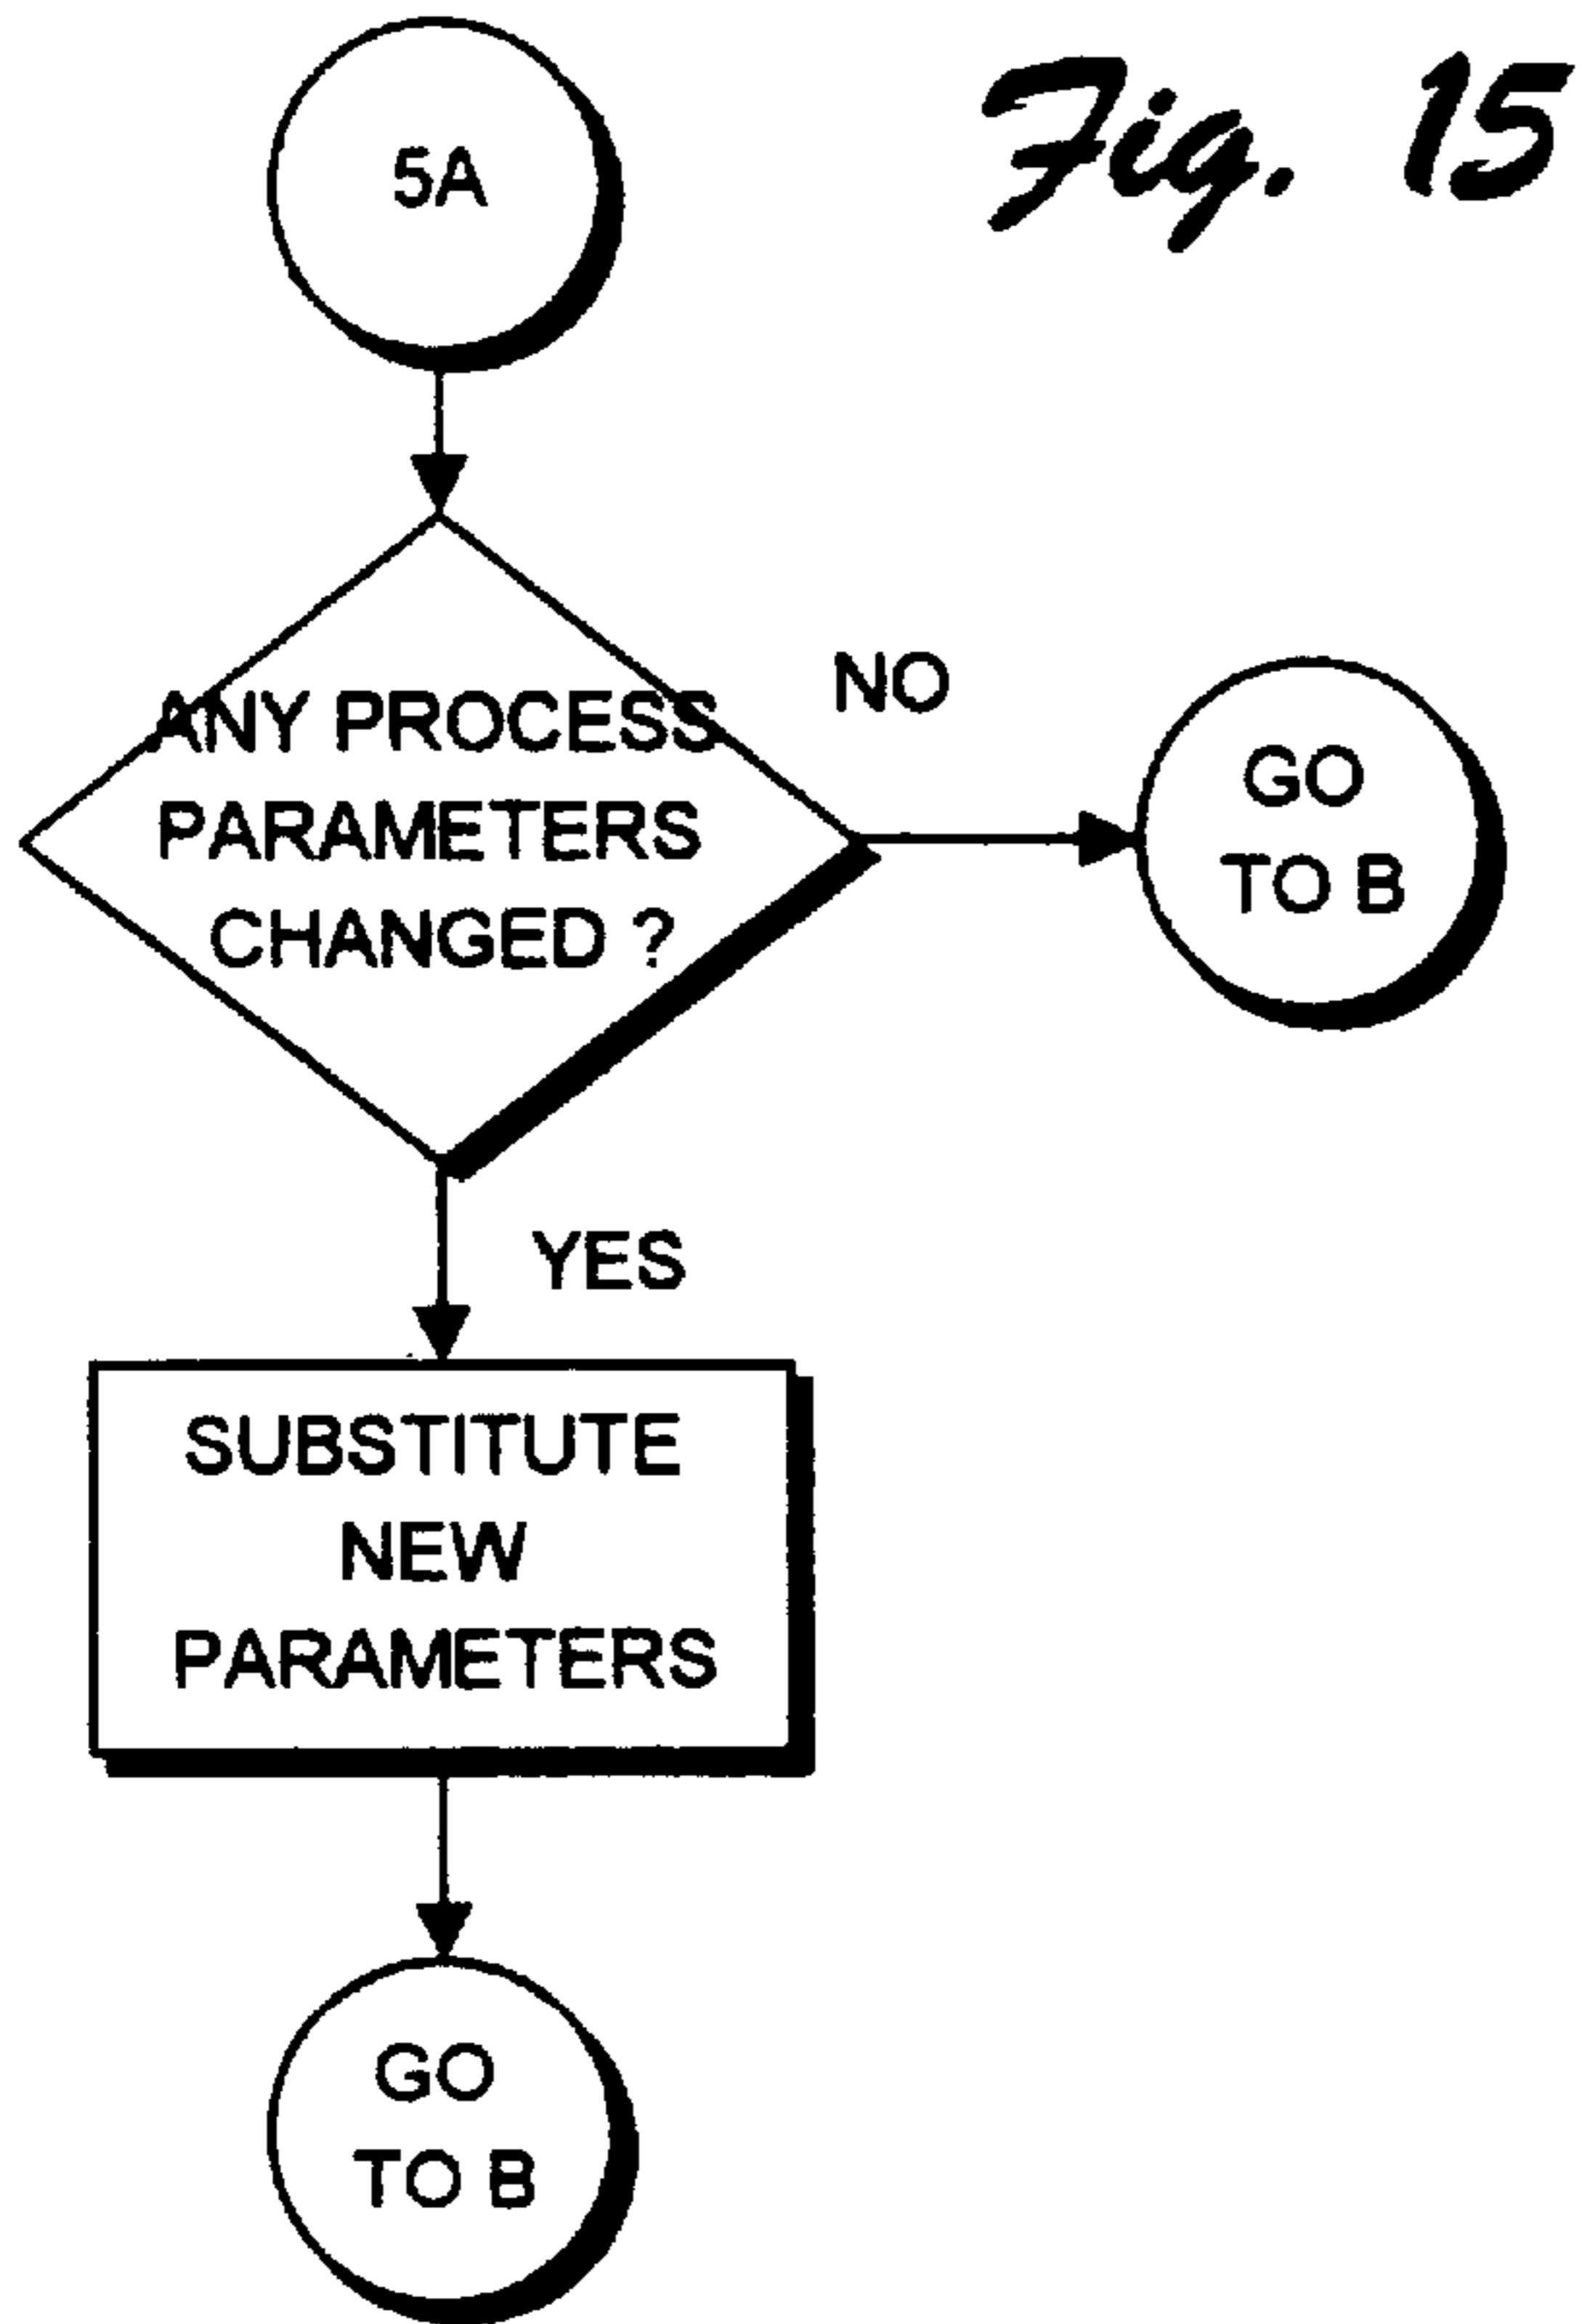 Fig. 15
5A
ANY PROCESS
PARAMETERS
CHANGED ?
NO
GO
TO B
YES
SUBSTITUTE
NEW
PARAMETERS
GO
TO B